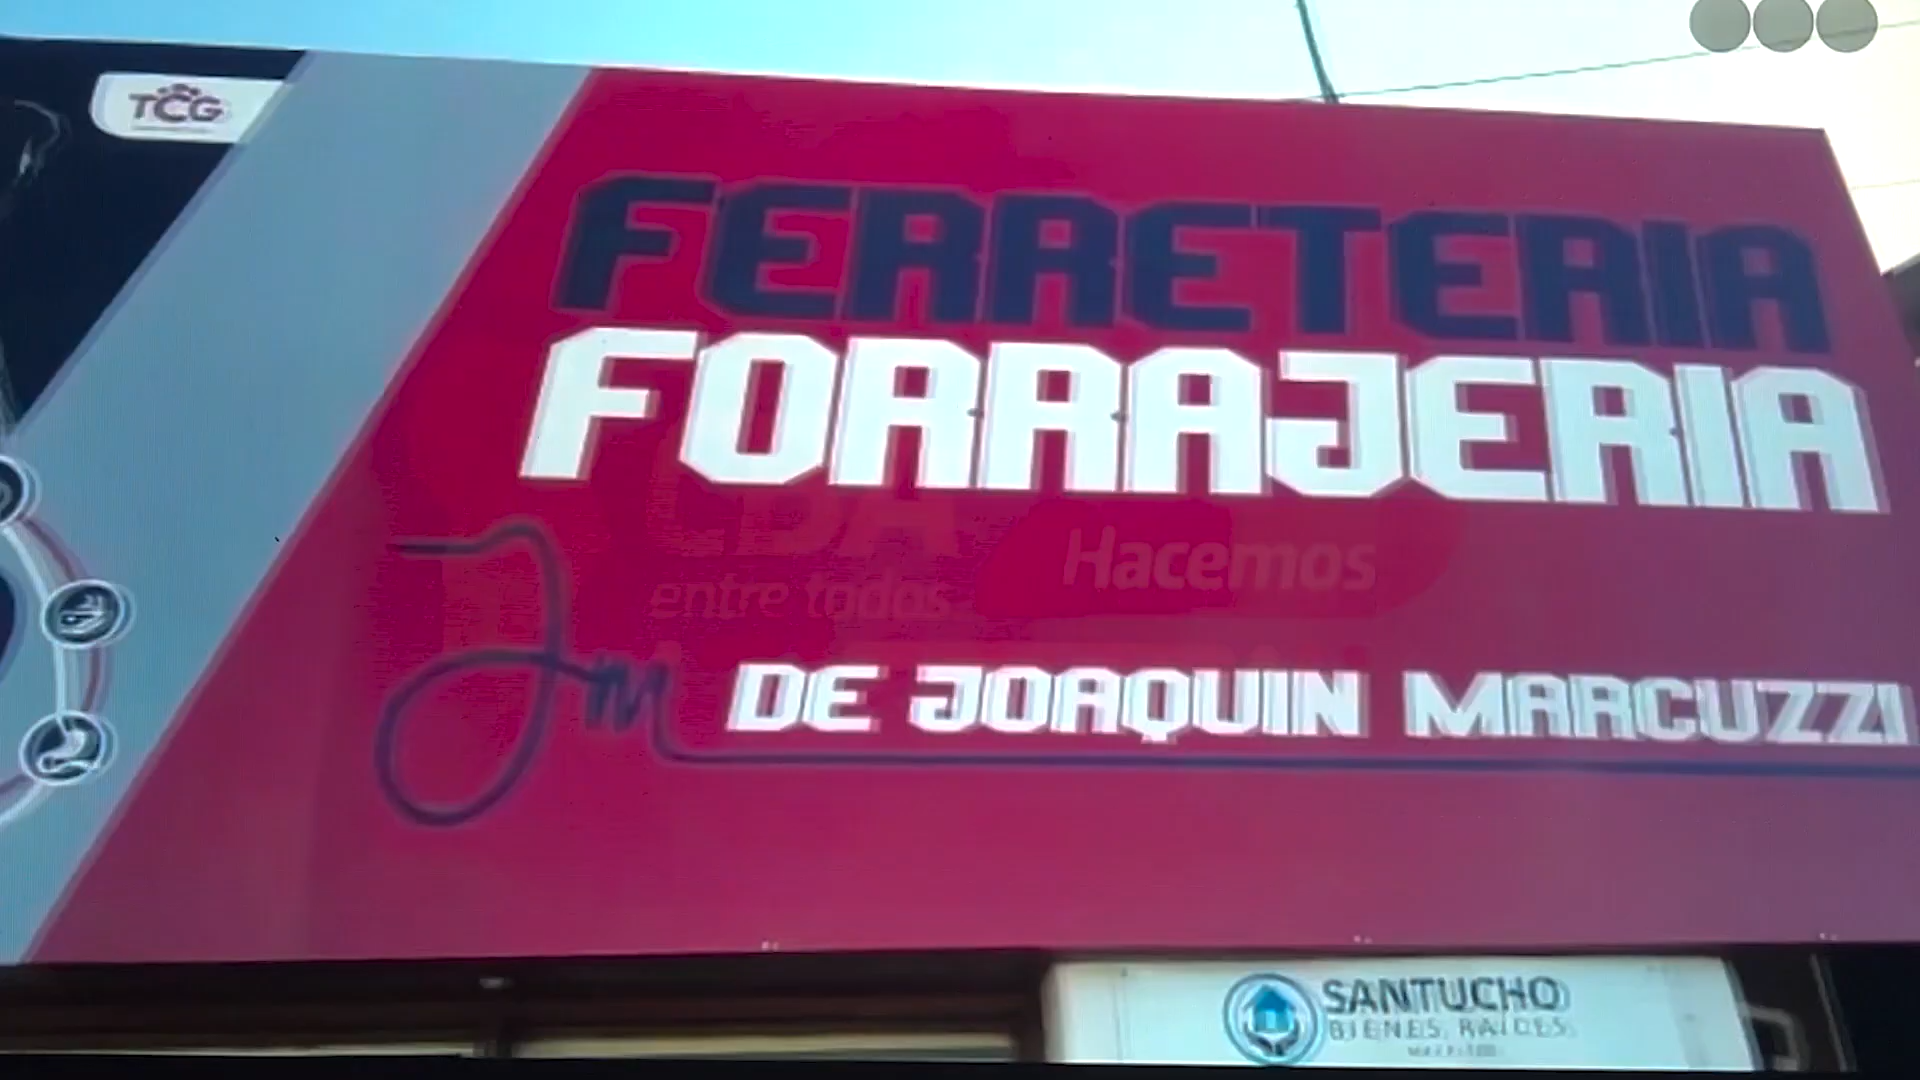 TCG
FERRETERIA
FORRAJERIA
entre todos
Hacemos
Jm DE JOAQUIN MARCUZZI
SANTUCHO
BIENES RAICES